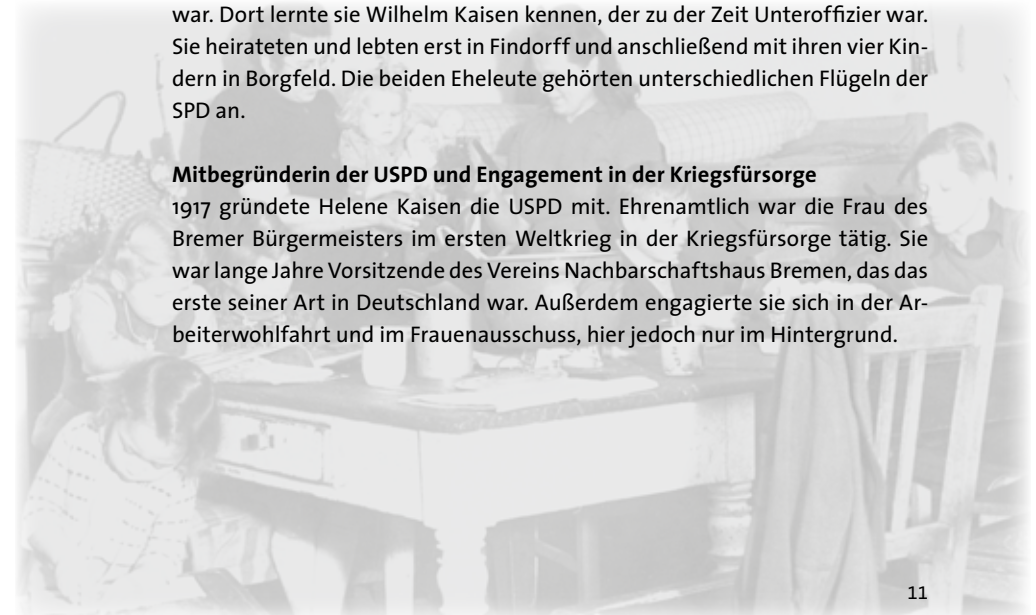 war. Dort lernte sie Wilhelm Kaisen kennen, der zu der Zeit Unteroffizier war.
Sie heirateten und lebten erst in Findorff und anschließend mit ihren vier Kin-
dern in Borgfeld. Die beiden Eheleute gehörten unterschiedlichen Flügeln der
SPD an.
Mitbegründerin der USPD und Engagement in der Kriegsfürsorge
1917 gründete Helene Kaisen die USPD mit. Ehrenamtlich war die Frau des
Bremer Bürgermeisters im ersten Weltkrieg in der Kriegsfürsorge tätig. Sie
war lange Jahre Vorsitzende des Vereins Nachbarschaftshaus Bremen, das das
erste seiner Art in Deutschland war. Außerdem engagierte sie sich in der Ar-
beiterwohlfahrt und im Frauenausschuss, hier jedoch nur im Hintergrund.
11